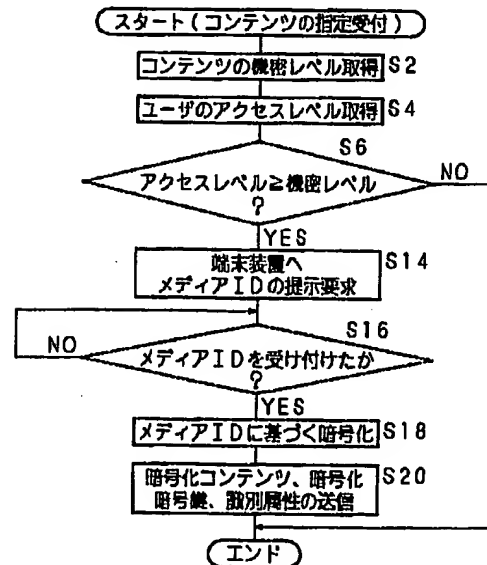 スタート(コンテンツの指定受付)
コンテンツの機密レベル取得 S2
ユーザのアクセスレベル取得 S4
S6
アクセスレベル≧機密レベル
?
NO
YES
端末装置へ
メディアIDの提示要求
S14
S16
メディアIDを受け付けたか
?
NO
YES
メディアIDに基づく暗号化 S18
暗号化コンテンツ、暗号化
暗号鍵、識別属性の送信
S20
エンド